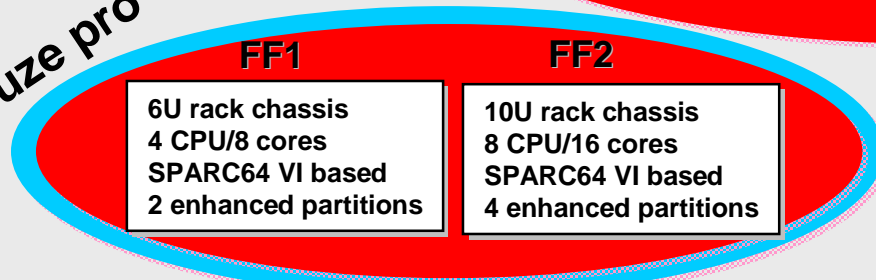 uze pro
FF1 FF2
6U rack chassis
4 CPU/8 cores
SPARC64 VI based
2 enhanced partitions
10U rack chassis
8 CPU/16 cores
SPARC64 VI based
4 enhanced partitions